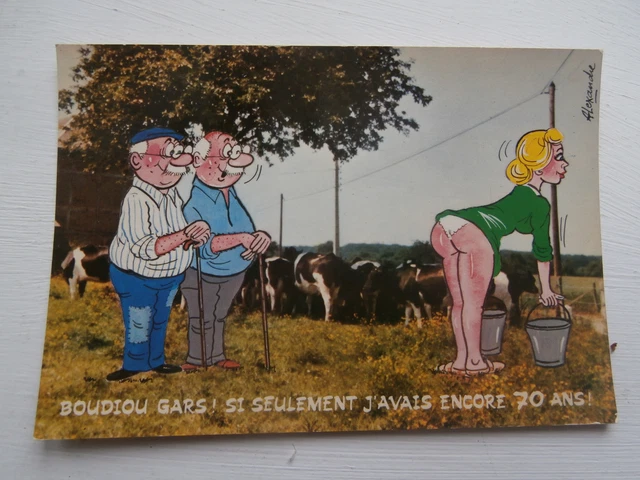 Alexandre
BOUDIOU GARS! SI SEULEMENT J'AVAIS ENCORE 70 ANS!